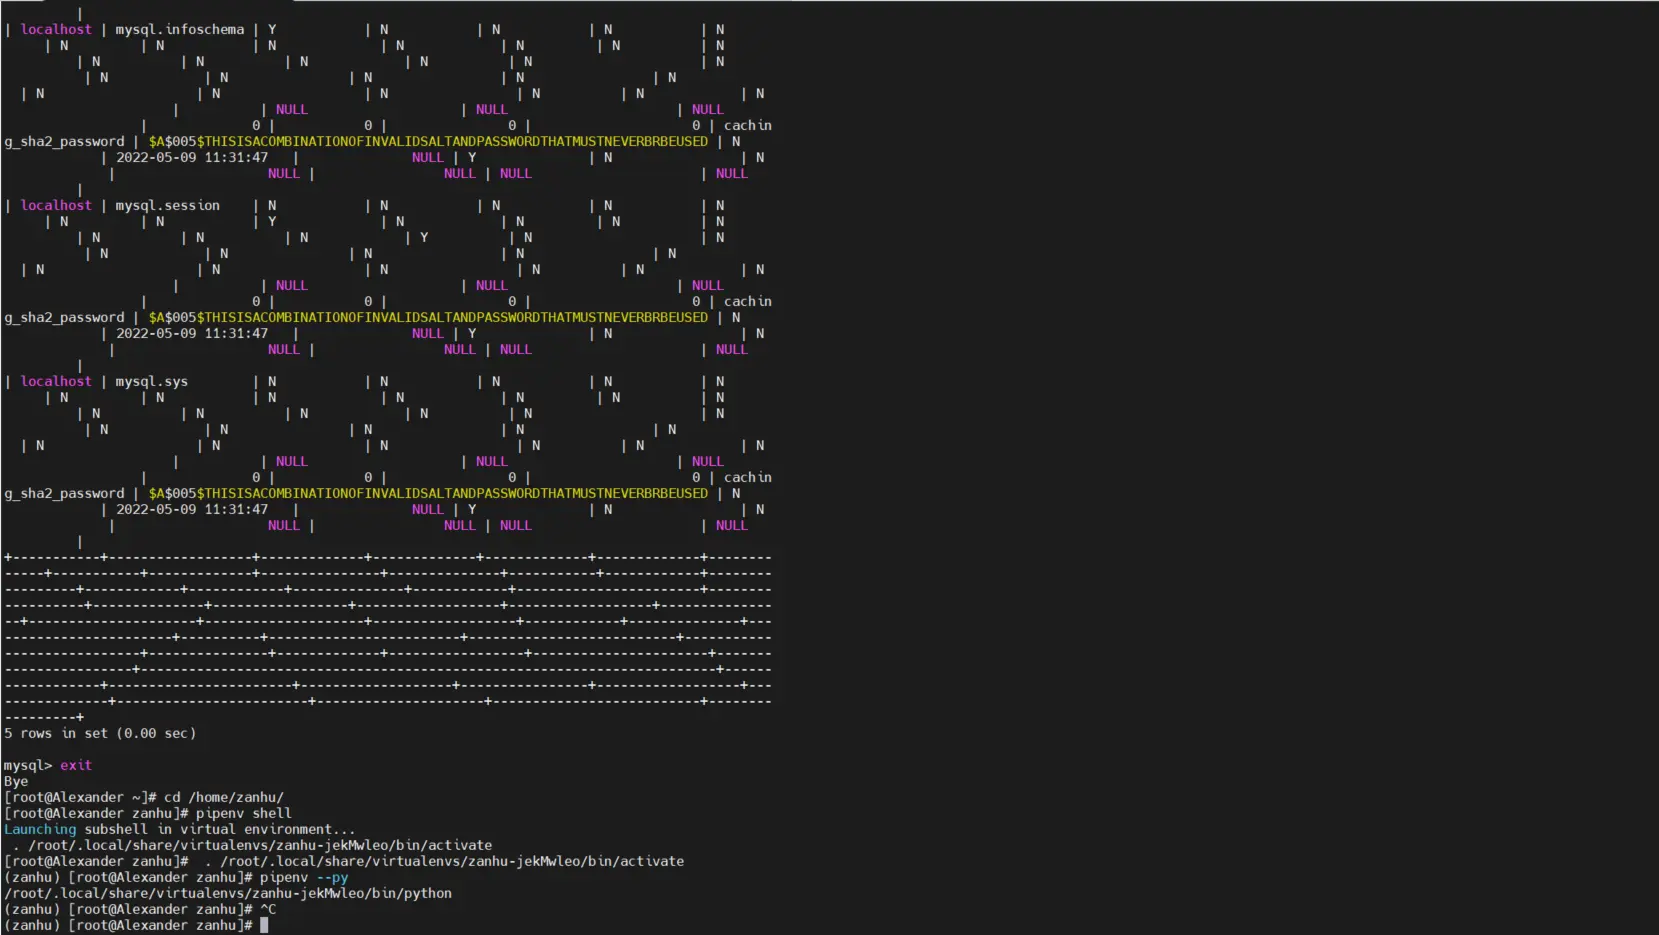 |
| localhost | mysql.infoschema | Y | N | N | N | N
| N | N | N | N | N | N | N
| N | N | N | N | N | N
| N | N | N | N | N
| N | N | N | N | N | N
| | NULL | NULL | NULL
| 0 | 0 | 0 | 0 | cachin
g_sha2_password | $A$005$THISISACOMBINATIONOFINVALIDSALTANDPASSWORDTHATMUSTNEVERBRBEUSED | N
| 2022-05-09 11:31:47 | NULL | Y | N | N
| NULL | NULL | NULL | NULL
|
| localhost | mysql.session | N | N | N | N | N
| N | N | Y | N | N | N | N
| N | N | N | Y | N | N
| N | N | N | N | N
| N | N | N | N | N | N
| | NULL | NULL | NULL
| 0 | 0 | 0 | 0 | cachin
g_sha2_password | $A$005$THISISACOMBINATIONOFINVALIDSALTANDPASSWORDTHATMUSTNEVERBRBEUSED | N
| 2022-05-09 11:31:47 | NULL | Y | N | N
| NULL | NULL | NULL | NULL
|
| localhost | mysql.sys | N | N | N | N | N
| N | N | N | N | N | N | N
| N | N | N | N | N | N
| N | N | N | N | N
| N | N | N | N | N | N
| | NULL | NULL | NULL
| 0 | 0 | 0 | 0 | cachin
g_sha2_password | $A$005$THISISACOMBINATIONOFINVALIDSALTANDPASSWORDTHATMUSTNEVERBRBEUSED | N
| 2022-05-09 11:31:47 | NULL | Y | N | N
| NULL | NULL | NULL | NULL
|
+-----------+------------------+-------------+-------------+-------------+-------------+--------
-----+-----------+-------------+---------------+--------------+-----------+------------+--------
---------+------------+------------+--------------+------------+-----------------------+--------
----------+--------------+-----------------+------------------+------------------+--------------
--+---------------------+--------------------+------------------+------------+--------------+---
---------------------+----------+------------------------+--------------------------+-----------
-----------------+---------------+-------------+-----------------+----------------------+-------
----------------+------------------------------------------------------------------------+------
------------+-----------------------+-------------------+----------------+------------------+---
-------------+------------------------+---------------------+--------------------------+--------
---------+
5 rows in set (0.00 sec)
mysql> exit
Bye
[root@Alexander ~]# cd /home/zanhu/
[root@Alexander zanhu]# pipenv shell
Launching subshell in virtual environment...
. /root/.local/share/virtualenvs/zanhu-jekMwleo/bin/activate
[root@Alexander zanhu]#  . /root/.local/share/virtualenvs/zanhu-jekMwleo/bin/activate
(zanhu) [root@Alexander zanhu]# pipenv --py
/root/.local/share/virtualenvs/zanhu-jekMwleo/bin/python
(zanhu) [root@Alexander zanhu]# ^C
(zanhu) [root@Alexander zanhu]#